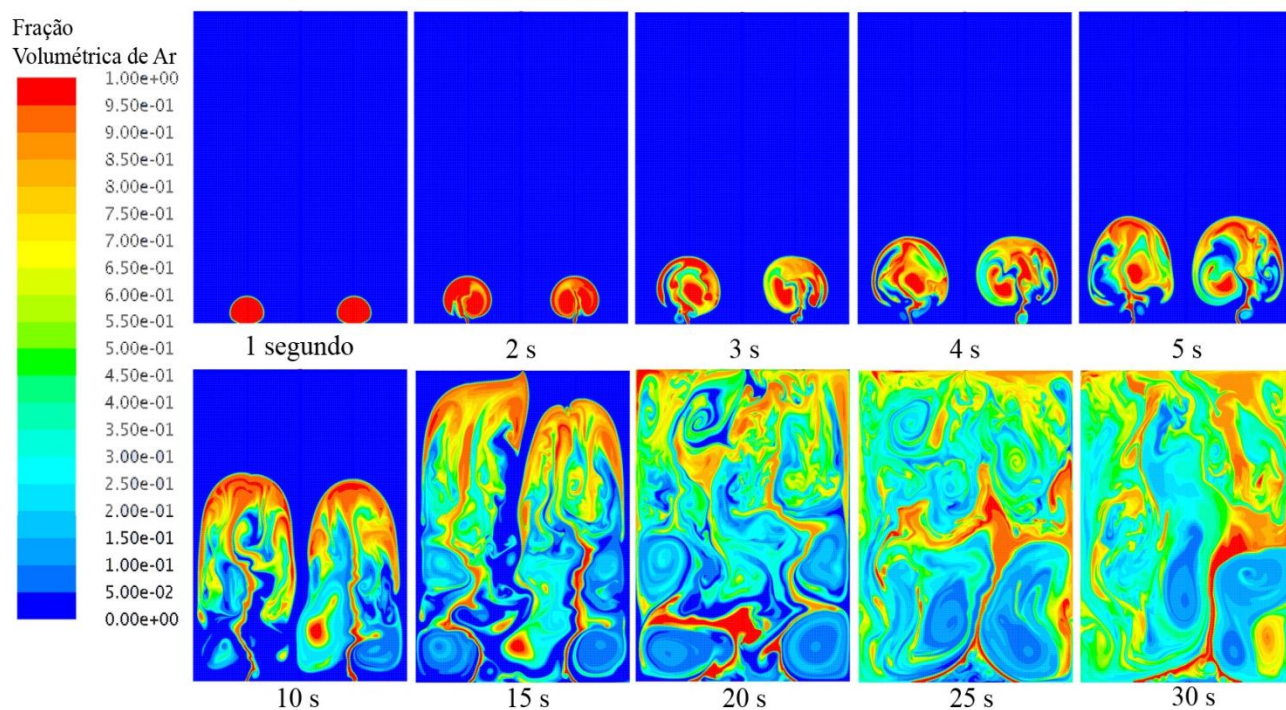 Fração
Volumétrica de Ar
1.00e+00
9.50e-01
9.00e-01
8.50e-01
8.00e-01
7.50e-01
7.00e-01
6.50e-01
6.00e-01
5.50e-01
5.00e-01
4.50e-01
4.00e-01
3.50e-01
3.00e-01
2.50e-01
2.00e-01
1.50e-01
1.00e-01
5.00e-02
0.00e+00
1 segundo
2 s
3 s
4 s
5 s
10 s
15 s
20 s
25 s
30 s